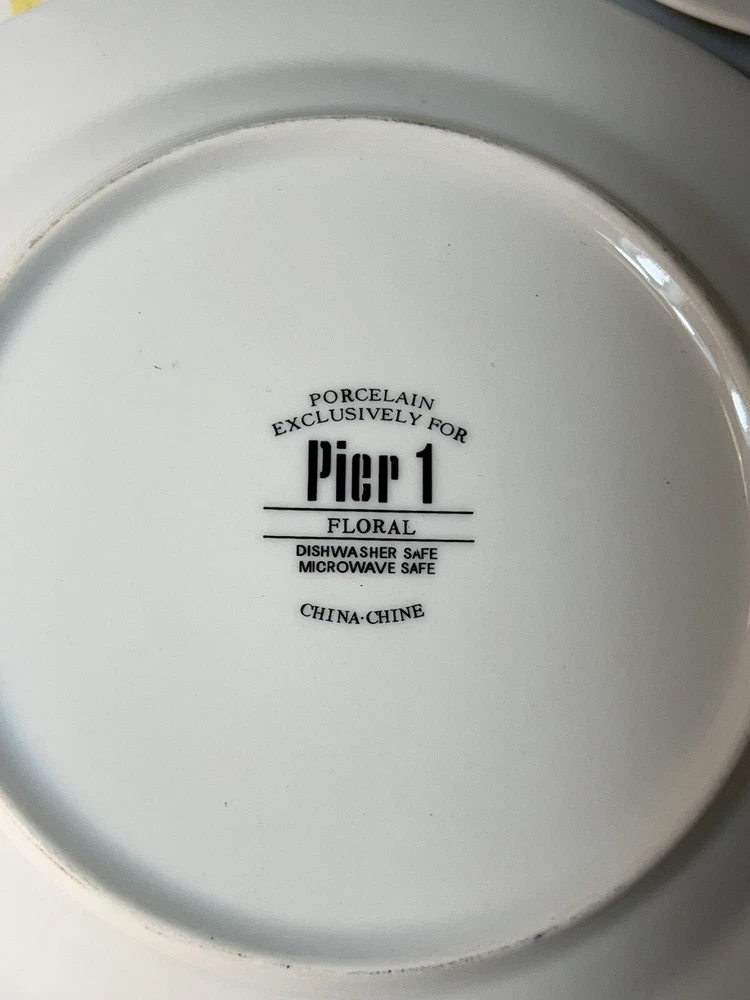 PORCELAIN
EXCLUSIVELY FOR
Pier 1
FLORAL
DISHWASHER SAFE
MICROWAVE SAFE
CHINA·CHINE